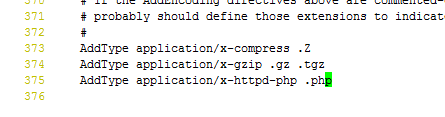 370 # If the AddEncoding directives above are commented-
371 # probably should define those extensions to indicat
372 #
373 AddType application/x-compress .Z
374 AddType application/x-gzip .gz .tgz
375 AddType application/x-httpd-php .php
376